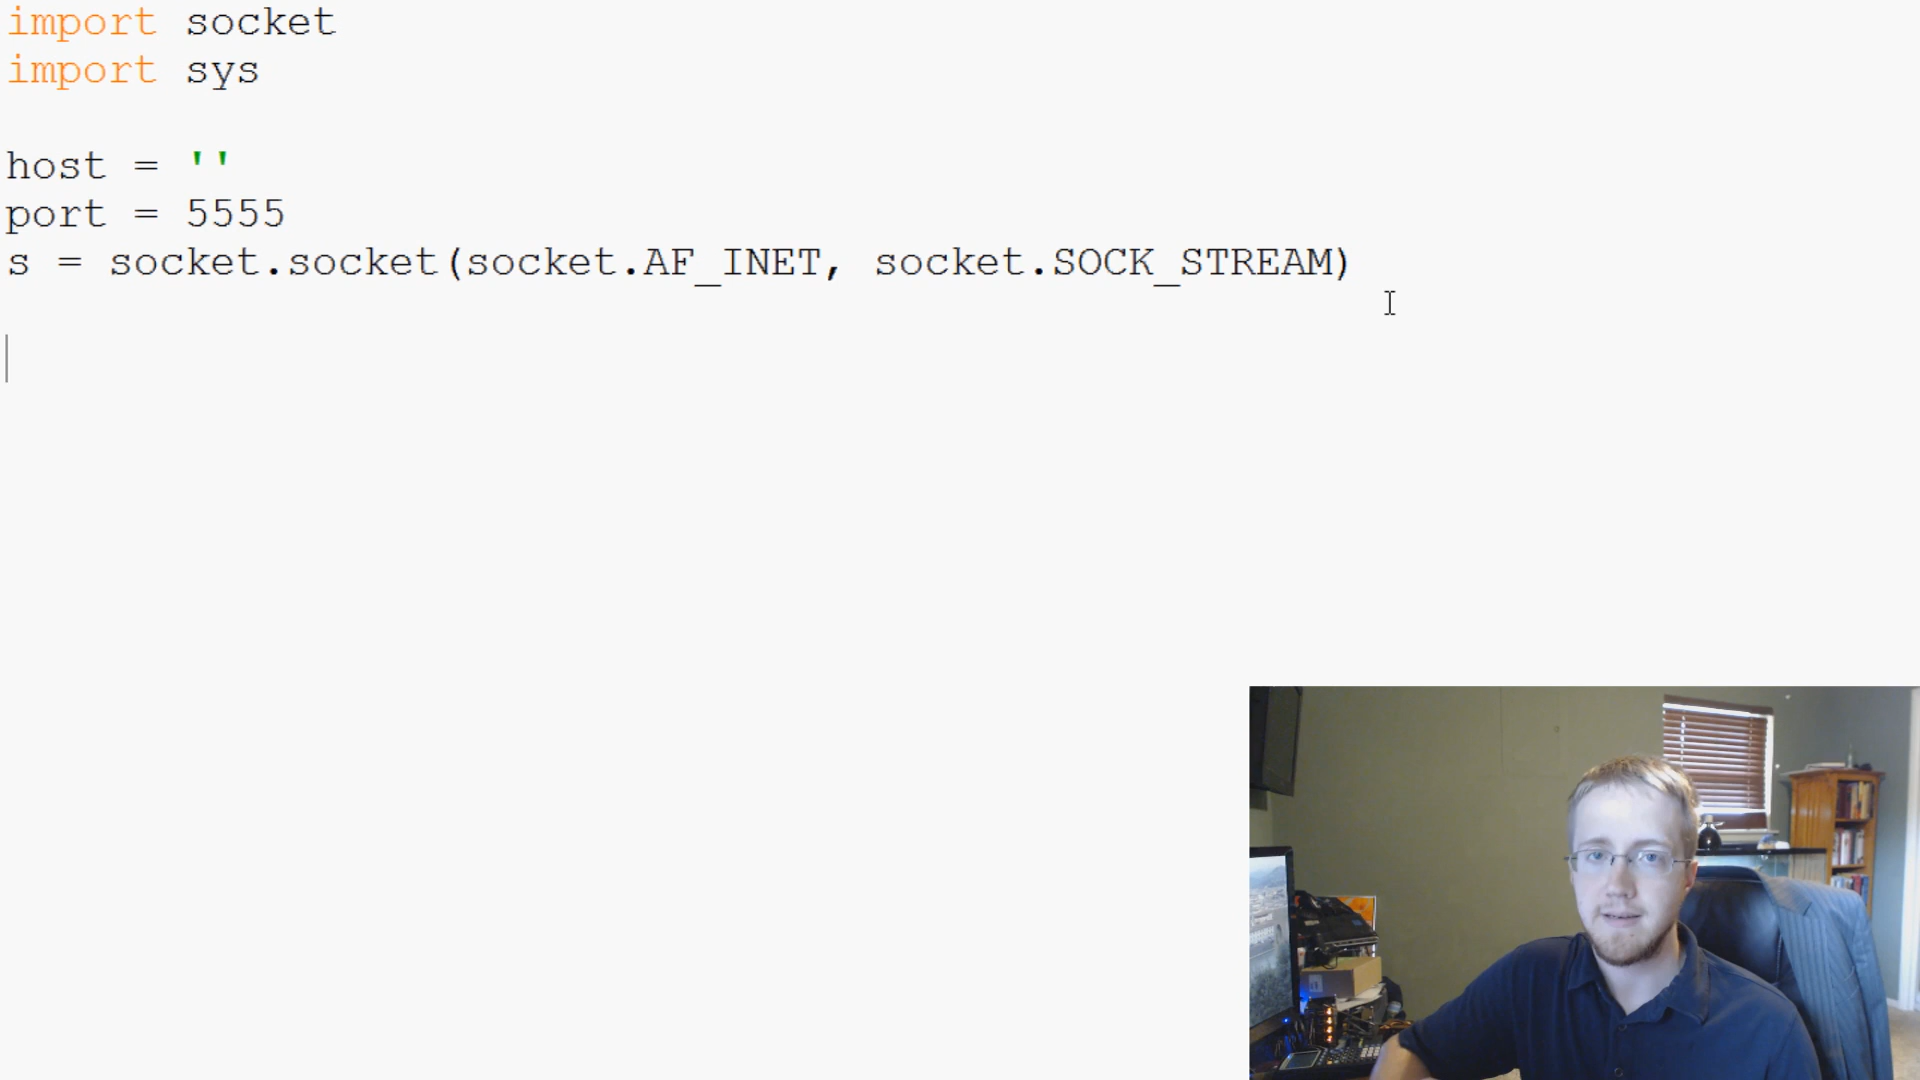 import socket
import sys
host = ''
port = 5555
s = socket.socket(socket.AF_INET, socket.SOCK_STREAM)